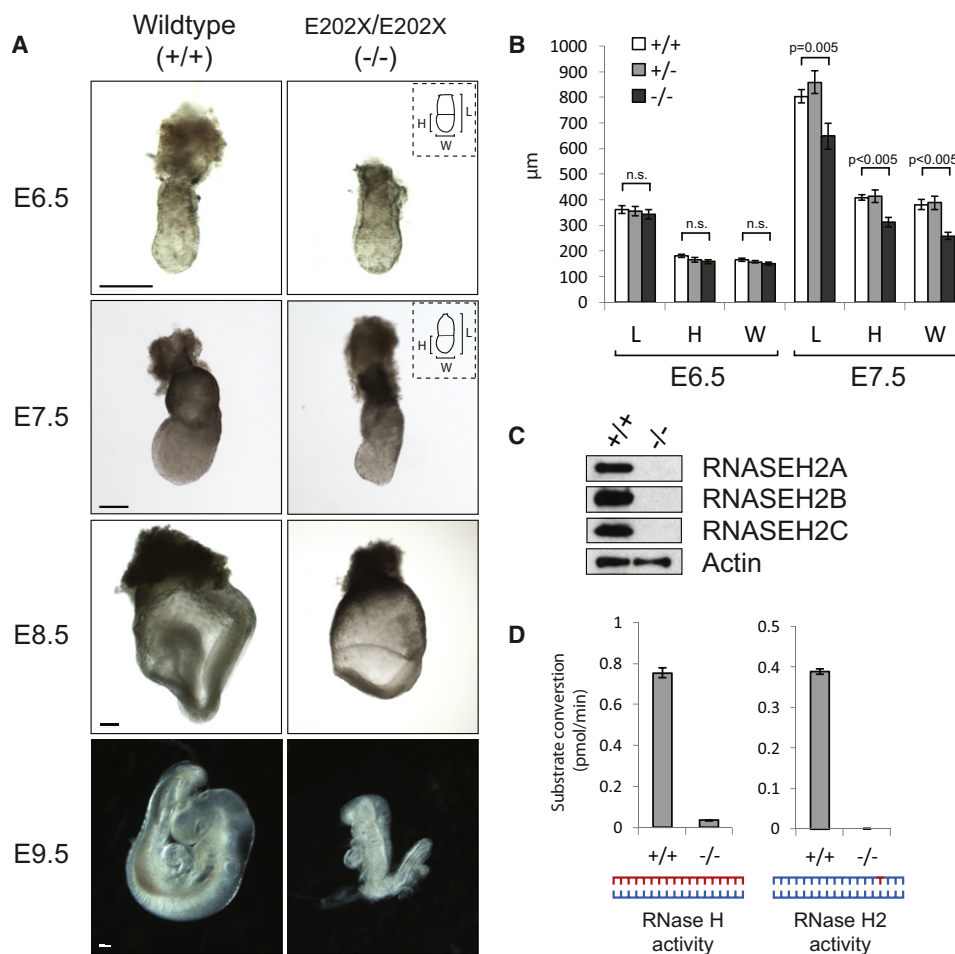 A
Wildtype
(+/+)
E202X/E202X
(-/-)
E6.5
H
L
W
E7.5
H
L
W
E8.5
E9.5
B
1000
900
800
700
600
500
400
300
200
100
0
µm
+/+
+/-
-/-
n.s.
n.s.
n.s.
p=0.005
p<0.005
p<0.005
L H W L H W
E6.5 E7.5
C
+/+ -/-
RNASEH2A
RNASEH2B
RNASEH2C
Actin
D
Substrate converstion
(pmol/min)
1
0.8
0.6
0.4
0.2
0
+/+ -/-
RNase H
activity
0.5
0.4
0.3
0.2
0.1
0
+/+ -/-
RNase H2
activity